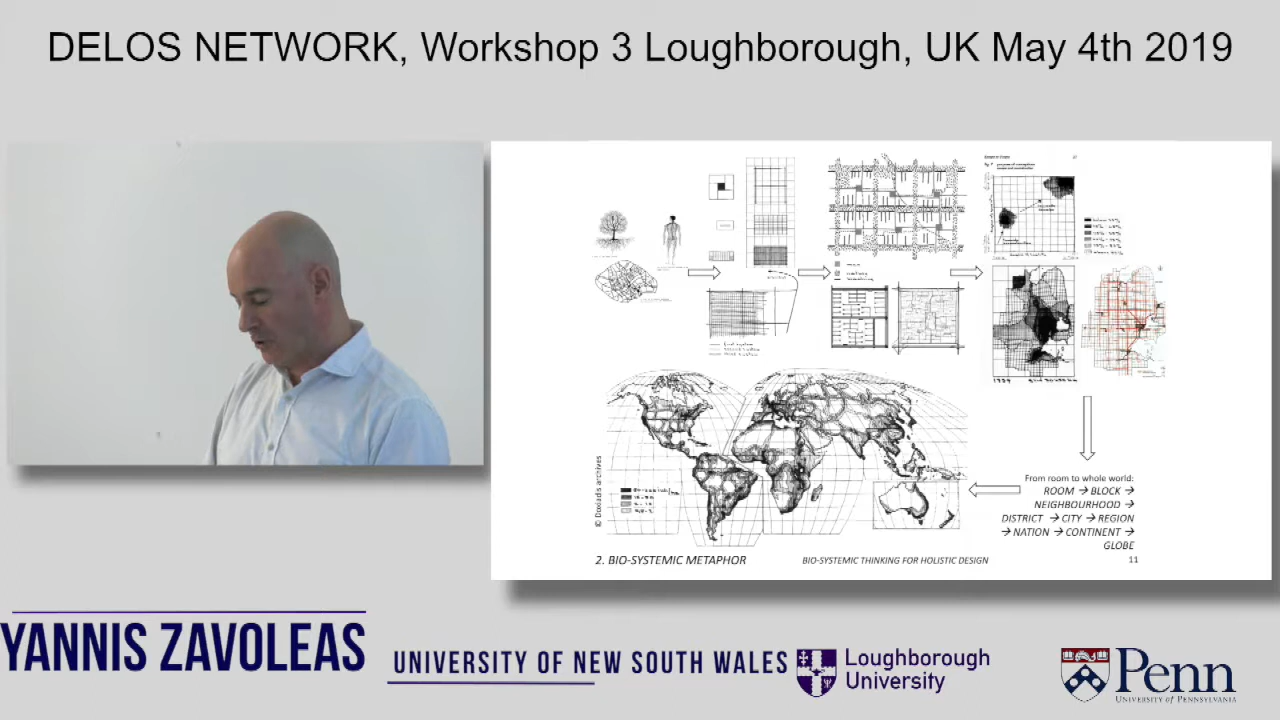 DELOS NETWORK, Workshop 3 Loughborough, UK May 4th 2019
© Doxiadis archives
From room to whole world:
ROOM → BLOCK →
NEIGHBOURHOOD →
DISTRICT → CITY → REGION
→ NATION → CONTINENT →
GLOBE
2. BIO-SYSTEMIC METAPHOR
BIO-SYSTEMIC THINKING FOR HOLISTIC DESIGN
11
YANNIS ZAVOLEAS
UNIVERSITY OF NEW SOUTH WALES
Loughborough
University
Penn
UNIVERSITY OF PENNSYLVANIA